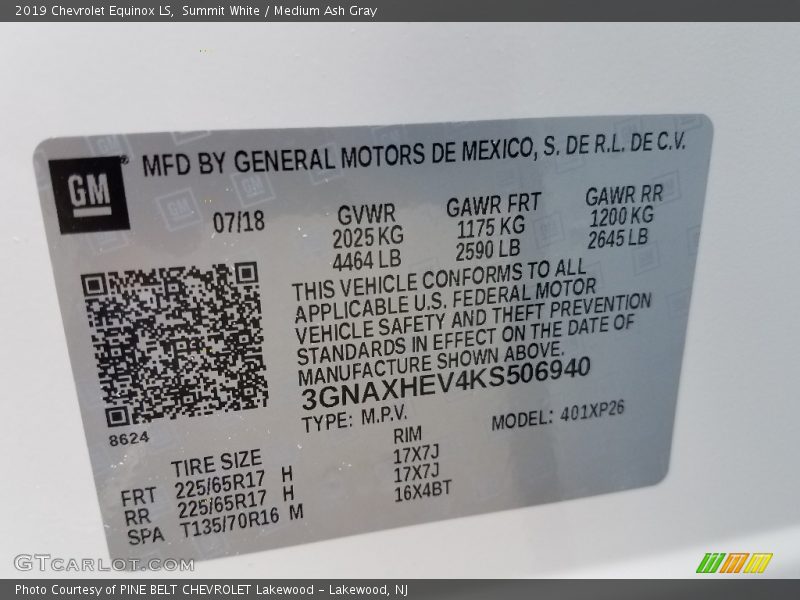 2019 Chevrolet Equinox LS, Summit White / Medium Ash Gray
GM
MFD BY GENERAL MOTORS DE MEXICO, S. DE R.L. DE C.V.
07/18 GVWR GAWR FRT GAWR RR
2025 KG 1175 KG 1200 KG
4464 LB 2590 LB 2645 LB
THIS VEHICLE CONFORMS TO ALL
APPLICABLE U.S. FEDERAL MOTOR
VEHICLE SAFETY AND THEFT PREVENTION
STANDARDS IN EFFECT ON THE DATE OF
MANUFACTURE SHOWN ABOVE.
3GNAXHEV4KS506940
8624
TYPE: M.P.V. MODEL: 401XP26
TIRE SIZE RIM
FRT 225/65R17 H 17X7J
RR 225/65R17 H 17X7J
SPA T135/70R16 M 16X4BT
GTCARLOT.COM
Photo Courtesy of PINE BELT CHEVROLET Lakewood - Lakewood, NJ